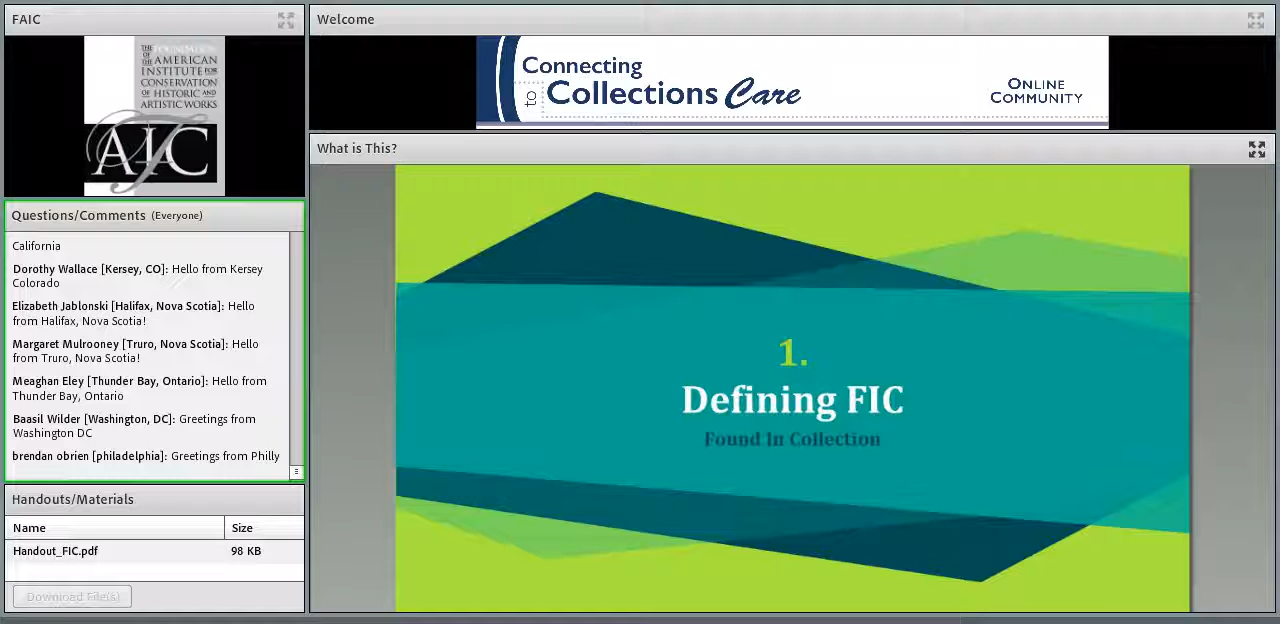 FAIC
THE FOUNDATION
OF THE AMERICAN
INSTITUTE FOR
CONSERVATION
OF HISTORIC AND
ARTISTIC WORKS
AIC
Questions/Comments (Everyone)
California
Dorothy Wallace [Kersey, CO]: Hello from Kersey
Colorado
Elizabeth Jablonski [Halifax, Nova Scotia]: Hello
from Halifax, Nova Scotia!
Margaret Mulrooney [Truro, Nova Scotia]: Hello
from Truro, Nova Scotia!
Meaghan Eley [Thunder Bay, Ontario]: Hello from
Thunder Bay, Ontario
Baasil Wilder [Washington, DC]: Greetings from
Washington DC
brendan obrien [philadelphia]: Greetings from Philly
Handouts/Materials
Name Size
Handout_FIC.pdf 98 KB
Download File(s)
Welcome
Connecting
to Collections Care
ONLINE
COMMUNITY
What is This?
1.
Defining FIC
Found In Collection